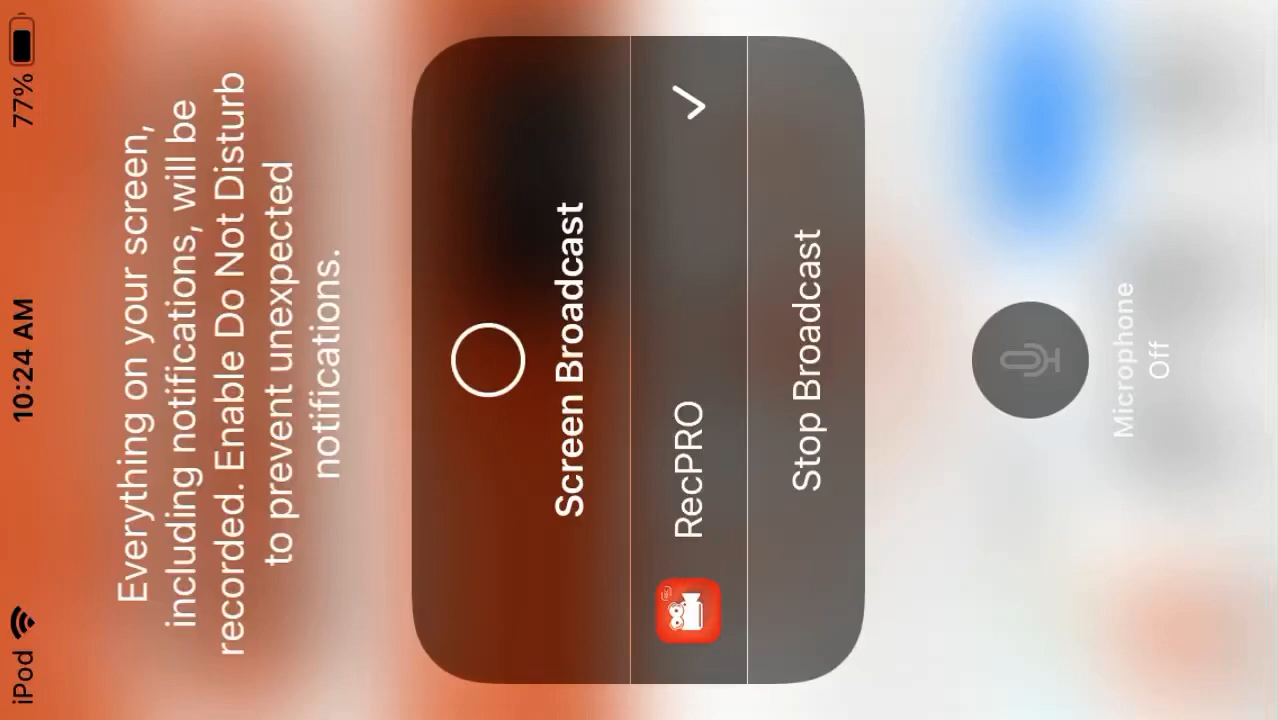 iPod 10:24 AM 77%
Everything on your screen,
including notifications, will be
recorded. Enable Do Not Disturb
to prevent unexpected
notifications.
Screen Broadcast
RecPRO
Stop Broadcast
Microphone
Off